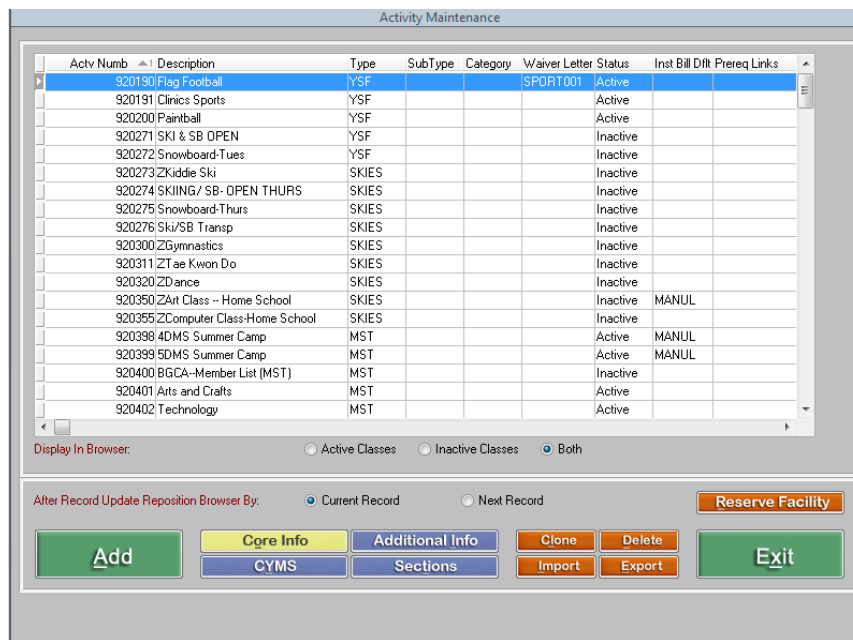 Activity Maintenance
Actv Numb 1 Description Type SubType Category Waiver Letter Status Inst Bill Dflt Prereq Links
920190 Flag Football YSF SPORT001 Active
920191 Clinics Sports YSF Active
920200 Paintball YSF Active
920271 SKI & SB OPEN YSF Inactive
920272 Snowboard-Tues YSF Inactive
920273 ZKiddie Ski SKIES Inactive
920274 SKIING/ SB- OPEN THURS SKIES Inactive
920275 Snowboard-Thurs SKIES Inactive
920276 Ski/SB Transp SKIES Inactive
920300 ZGymnastics SKIES Inactive
920311 ZTae Kwon Do SKIES Inactive
920320 ZDance SKIES Inactive
920350 ZArt Class -- Home School SKIES Inactive MANUL
920355 ZComputer Class-Home School SKIES Inactive
920398 4DMS Summer Camp MST Active MANUL
920399 5DMS Summer Camp MST Active MANUL
920400 BGCA--Member List (MST) MST Inactive
920401 Arts and Crafts MST Active
920402 Technology MST Active
Display In Browser: Active Classes Inactive Classes Both
After Record Update Reposition Browser By: Current Record Next Record Reserve Facility
Add Core Info Additional Info Clone Delete Exit
CYMS Sections Import Export